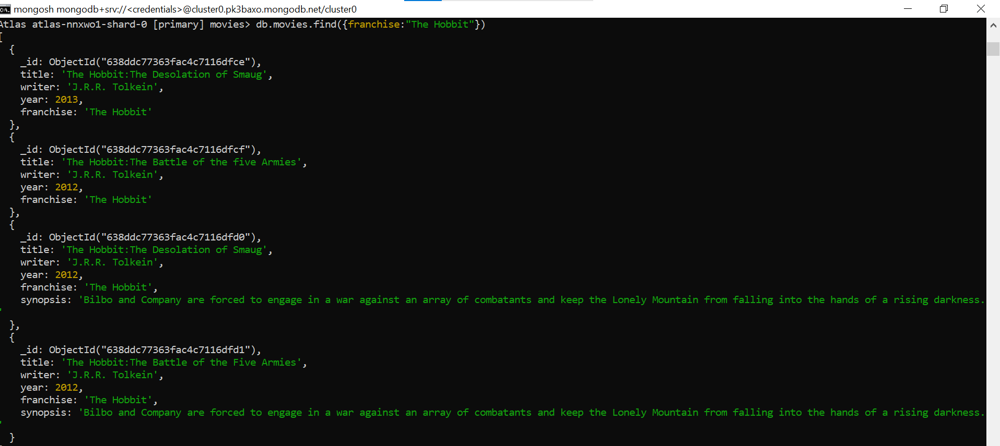 mongosh mongodb+srv://<credentials>@cluster0.pk3baxo.mongodb.net/cluster0
Atlas atlas-nnxwo1-shard-0 [primary] movies> db.movies.find({franchise:"The Hobbit"})
[
  {
    _id: ObjectId("638ddc77363fac4c7116dfce"),
    title: 'The Hobbit:The Desolation of Smaug',
    writer: 'J.R.R. Tolkein',
    year: 2013,
    franchise: 'The Hobbit'
  },
  {
    _id: ObjectId("638ddc77363fac4c7116dfcf"),
    title: 'The Hobbit:The Battle of the five Armies',
    writer: 'J.R.R. Tolkein',
    year: 2012,
    franchise: 'The Hobbit'
  },
  {
    _id: ObjectId("638ddc77363fac4c7116dfd0"),
    title: 'The Hobbit:The Desolation of Smaug',
    writer: 'J.R.R. Tolkein',
    year: 2012,
    franchise: 'The Hobbit',
    synopsis: 'Bilbo and Company are forced to engage in a war against an array of combatants and keep the Lonely Mountain from falling into the hands of a rising darkness.
'
  },
  {
    _id: ObjectId("638ddc77363fac4c7116dfd1"),
    title: 'The Hobbit:The Battle of the Five Armies',
    writer: 'J.R.R. Tolkein',
    year: 2012,
    franchise: 'The Hobbit',
    synopsis: 'Bilbo and Company are forced to engage in a war against an array of combatants and keep the Lonely Mountain from falling into the hands of a rising darkness.
'
  }